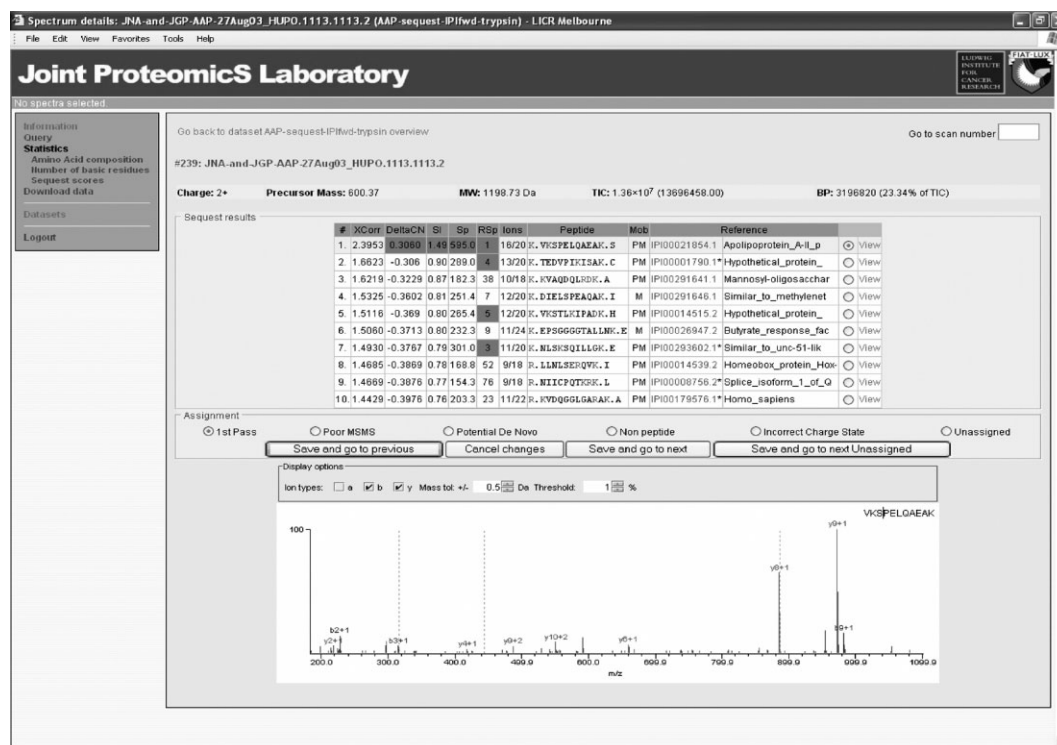 Spectrum details: JNA-and-JGP-AAP-27Aug03_HUPO.1113.1113.2 (AAP-sequest-IPIfwd-trypsin) - LICR Melbourne
File Edit View Favorites Tools Help
Joint ProteomicS Laboratory
LUDWIG
INSTITUTE
FOR
CANCER
RESEARCH
FIAT-LUX
No spectra selected.
Information
Query
Statistics
Amino Acid composition
Number of basic residues
Sequest scores
Download data
Datasets
Logout
Go back to dataset AAP-sequest-IPIfwd-trypsin overview
Go to scan number
#239: JNA-and-JGP-AAP-27Aug03_HUPO.1113.1113.2
Charge: 2+ Precursor Mass: 600.37 MW: 1198.73 Da TIC: 1.36×10⁷ (13696458.00) BP: 3196820 (23.34% of TIC)
Sequest results
# XCorr DeltaCN SI Sp RSp Ions Peptide Mob Reference
1. 2.3953 0.3060 1.49 595.0 1 16/20 K.VKSPELQAEAK.S PM IPI00021854.1 Apolipoprotein_A-II_p View
2. 1.6623 -0.306 0.90 289.0 4 13/20 K.TEDVPIKISAK.C PM IPI00001790.1* Hypothetical_protein_ View
3. 1.6219 -0.3229 0.87 182.3 38 10/18 K.KVAQDQLRDK.A PM IPI00291641.1 Mannosyl-oligosacchar View
4. 1.5325 -0.3602 0.81 251.4 7 12/20 K.DIELSPEAQAK.I M IPI00291646.1 Similar_to_methylenet View
5. 1.5116 -0.369 0.80 265.4 5 12/20 K.VKSTLKIPADK.H PM IPI00014515.2 Hypothetical_protein_ View
6. 1.5060 -0.3713 0.80 232.3 9 11/24 K.EPSGGGGTALLNK.E M IPI00026947.2 Butyrate_response_fac View
7. 1.4930 -0.3767 0.79 301.0 3 11/20 K.NLSKSQILLGK.E PM IPI00293602.1* Similar_to_unc-51-lik View
8. 1.4685 -0.3869 0.78 168.8 52 9/18 R.LLNLSERQVK.I PM IPI00014539.2 Homeobox_protein_Hox- View
9. 1.4669 -0.3876 0.77 154.3 76 9/18 R.NIICPQTKRK.L PM IPI00008756.2* Splice_isoform_1_of_Q View
10. 1.4429 -0.3976 0.76 203.3 23 11/22 R.KVDQGGLGARAK.A PM IPI00179576.1* Homo_sapiens View
Assignment
1st Pass Poor MSMS Potential De Novo Non peptide Incorrect Charge State Unassigned
Save and go to previous Cancel changes Save and go to next Save and go to next Unassigned
Display options
Ion types: a b y Mass tol: +/- 0.5 Da Threshold: 1 %
VKSPELQAEAK
y9+1
100
y8+1
b2+1
y2+1
b3+1
y4+1
y9+2
y10+2
y6+1
b9+1
200.0 300.0 400.0 499.9 600.0 699.9 799.9 899.9 999.9 1099.9
m/z